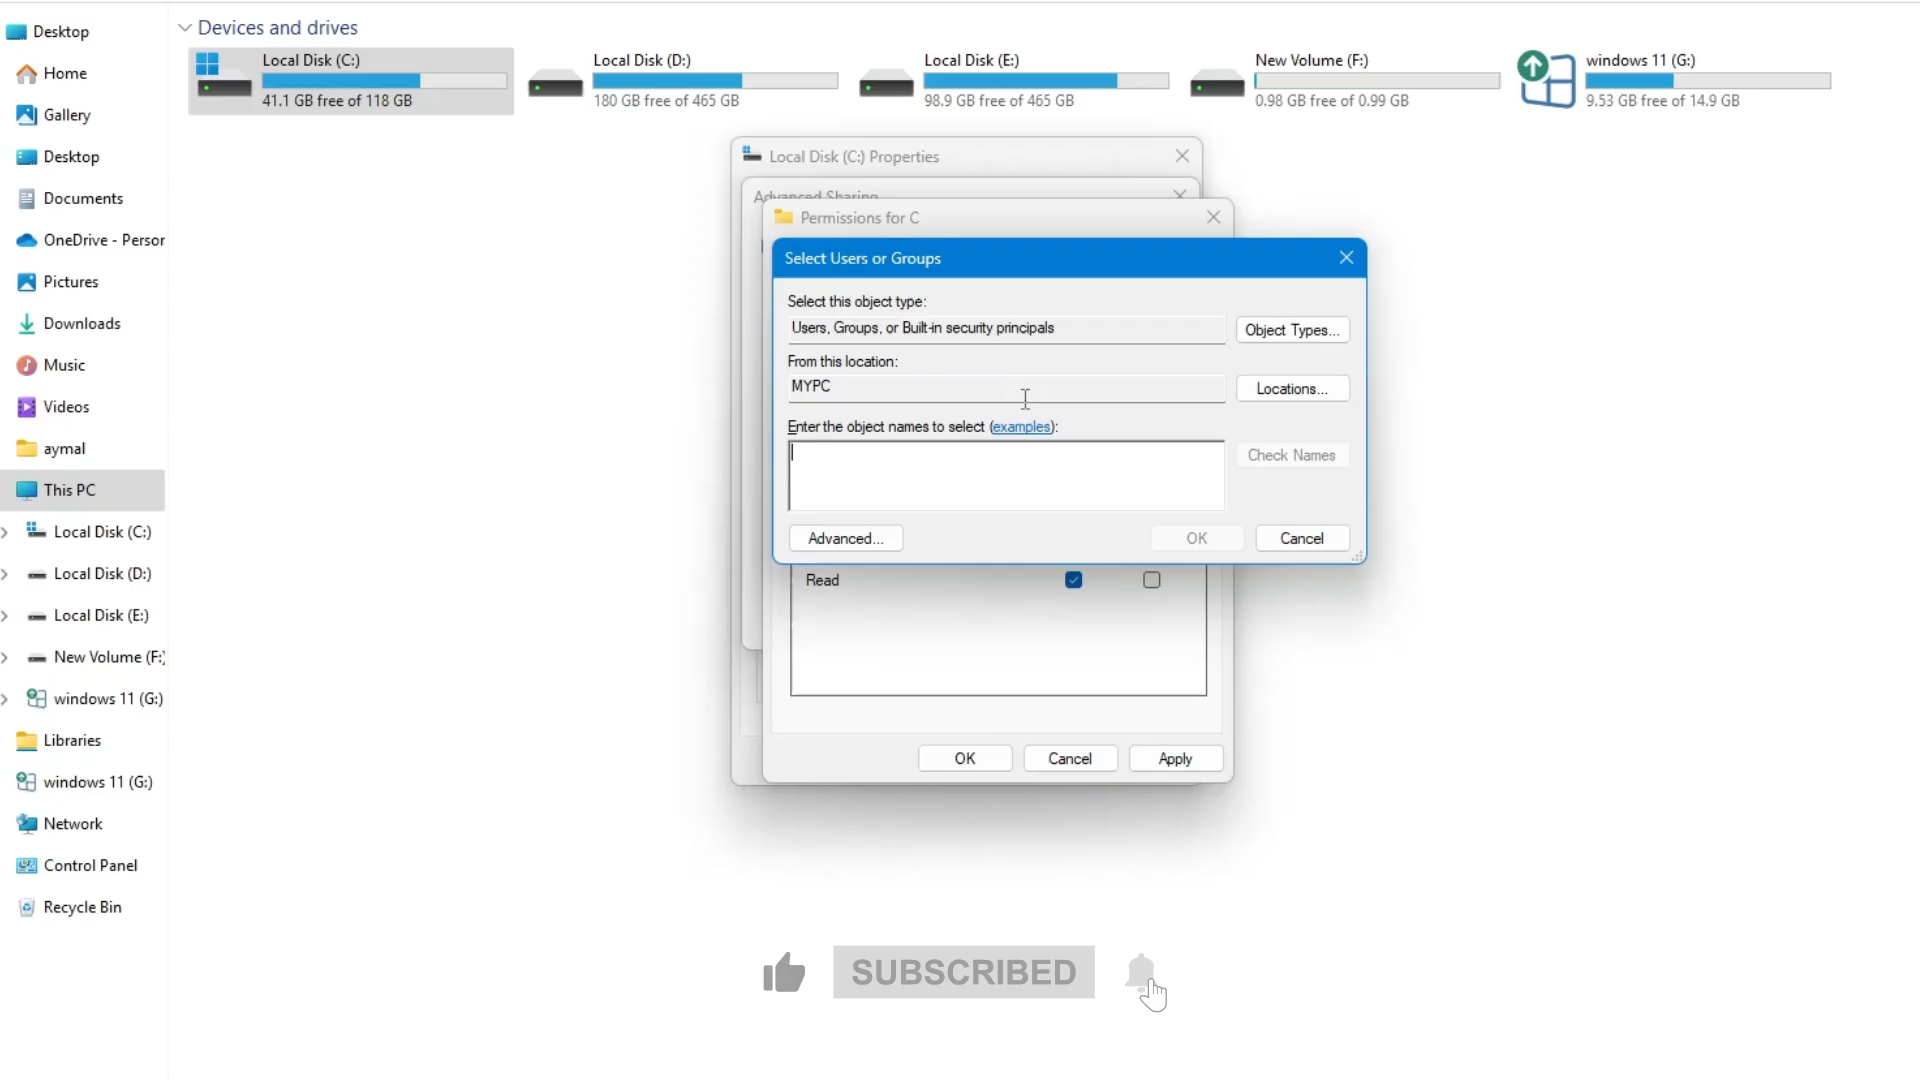 Desktop
Home
Gallery
Desktop
Documents
OneDrive - Person
Pictures
Downloads
Music
Videos
aymal
This PC
Local Disk (C:)
Local Disk (D:)
Local Disk (E:)
New Volume (F:)
windows 11 (G:)
Libraries
windows 11 (G:)
Network
Control Panel
Recycle Bin
Devices and drives
Local Disk (C:)
41.1 GB free of 118 GB
Local Disk (D:)
180 GB free of 465 GB
Local Disk (E:)
98.9 GB free of 465 GB
New Volume (F:)
0.98 GB free of 0.99 GB
windows 11 (G:)
9.53 GB free of 14.9 GB
Local Disk (C:) Properties
Advanced Sharing
Permissions for C
Select Users or Groups
Select this object type:
Users, Groups, or Built-in security principals
Object Types...
From this location:
MYPC
Locations...
Enter the object names to select (examples):
Check Names
Advanced...
OK
Cancel
Read
OK
Cancel
Apply
SUBSCRIBED